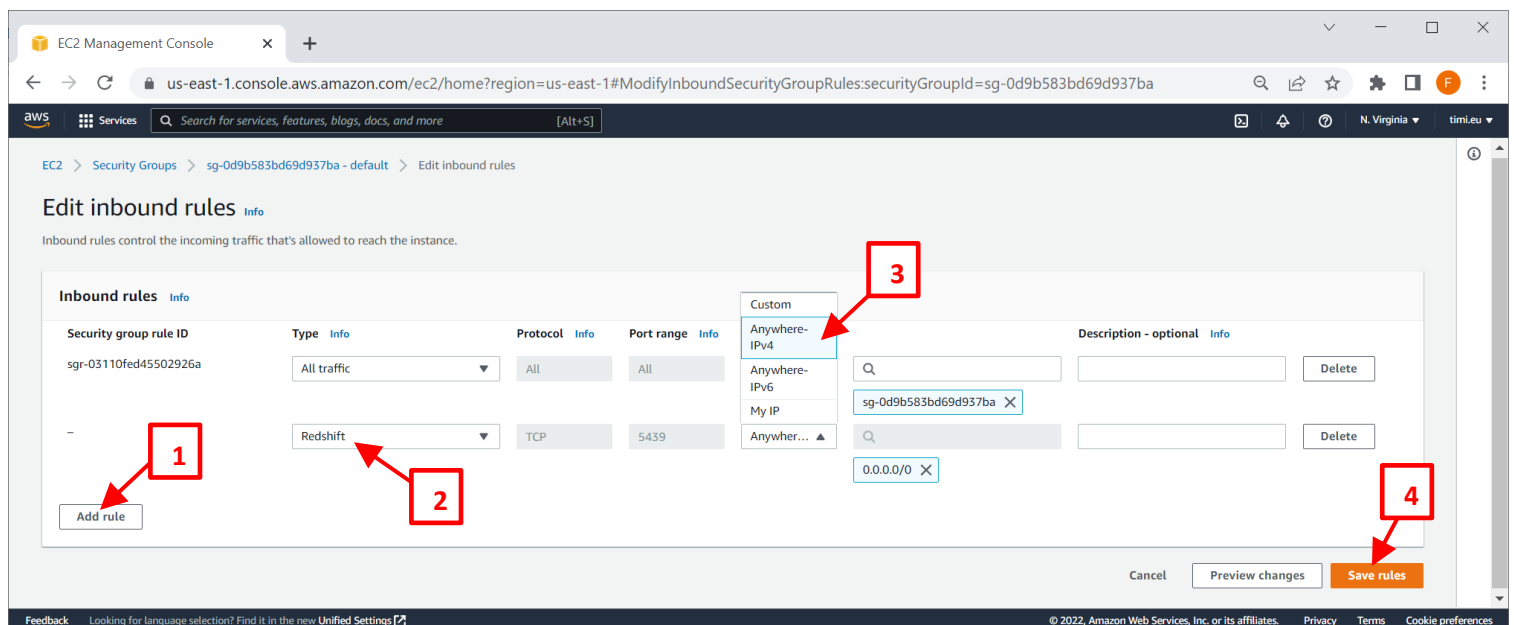 EC2 Management Console
us-east-1.console.aws.amazon.com/ec2/home?region=us-east-1#ModifyInboundSecurityGroupRules:securityGroupId=sg-0d9b583bd69d937ba
F
aws Services Search for services, features, blogs, docs, and more [Alt+S] N. Virginia timi.eu
EC2 Security Groups sg-0d9b583bd69d937ba - default Edit inbound rules
Edit inbound rules Info
Inbound rules control the incoming traffic that's allowed to reach the instance.
3
Inbound rules Info
Custom
Security group rule ID Type Info Protocol Info Port range Info Description - optional Info
Anywhere-
IPv4
sgr-03110fed45502926a All traffic All All Delete
Anywhere-
IPv6
sg-0d9b583bd69d937ba
My IP
– Redshift TCP 5439 Anywher... Delete
1
0.0.0.0/0
2
4
Add rule
Cancel Preview changes Save rules
Feedback Looking for language selection? Find it in the new Unified Settings © 2022, Amazon Web Services, Inc. or its affiliates. Privacy Terms Cookie preferences